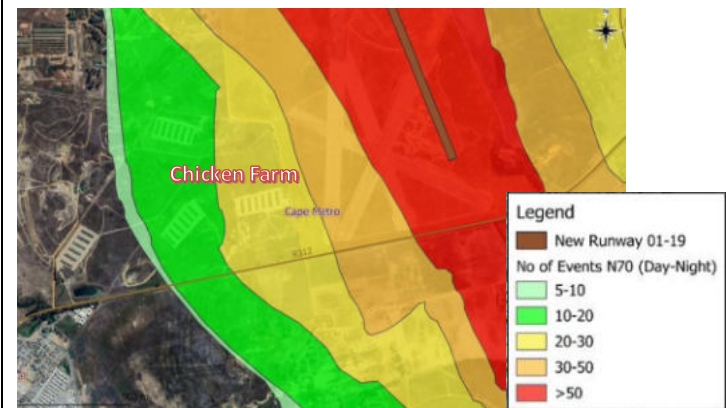 Chicken Farm
Cape Metro
R312
Legend
New Runway 01-19
No of Events N70 (Day-Night)
5-10
10-20
20-30
30-50
>50